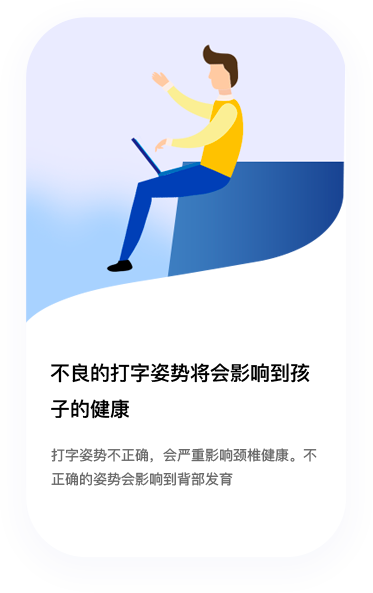 不良的打字姿势将会影响到孩
子的健康
打字姿势不正确，会严重影响颈椎健康。不
正确的姿势会影响到背部发育